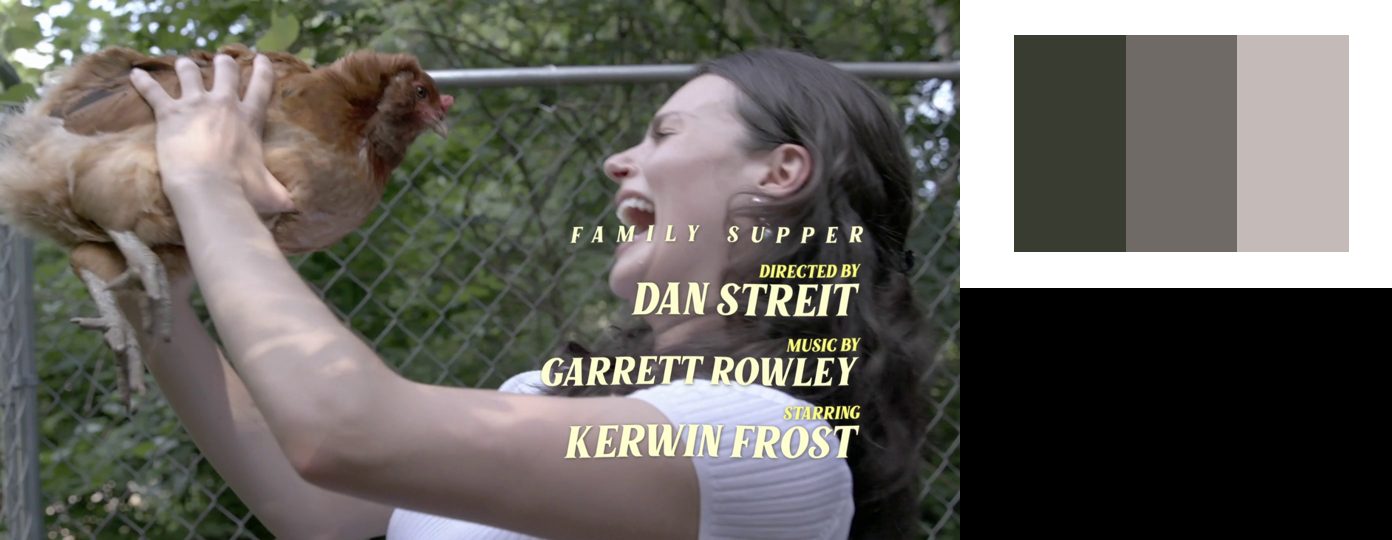 FAMILY SUPPER
DIRECTED BY
DAN STREIT
MUSIC BY
GARRETT ROWLEY
STARRING
KERWIN FROST